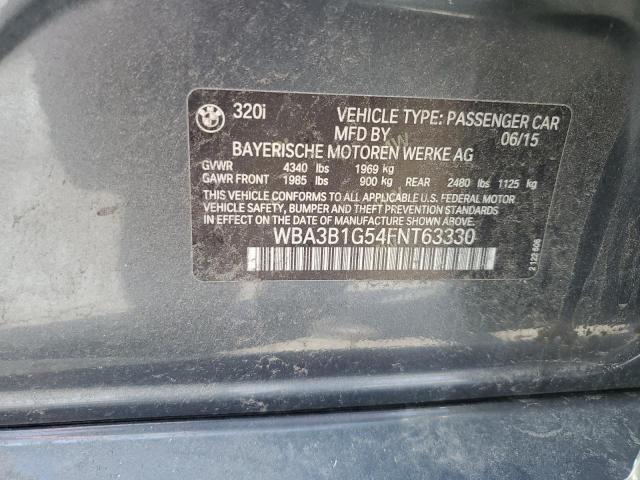 320i VEHICLE TYPE: PASSENGER CAR
MFD BY 06/15
BAYERISCHE MOTOREN WERKE AG
GVWR 4340 lbs 1969 kg
GAWR FRONT 1985 lbs 900 kg REAR 2480 lbs 1125 kg
THIS VEHICLE CONFORMS TO ALL APPLICABLE U.S. FEDERAL MOTOR
VEHICLE SAFETY, BUMPER, AND THEFT PREVENTION STANDARDS
IN EFFECT ON THE DATE OF MANUFACTURE SHOWN ABOVE.
WBA3B1G54FNT63330
2122606